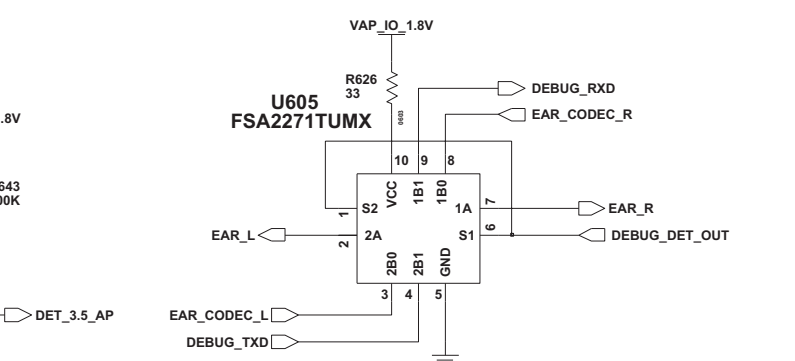 VAP_IO_1.8V
R626
33
0603
DEBUG_RXD
U605
FSA2271TUMX
EAR_CODEC_R
.8V
10 9 8
643
00K
VCC
1B1
1B0
1
S2
1A
7
EAR_R
EAR_L
2
2A
S1
6
DEBUG_DET_OUT
2B0
2B1
GND
3 4 5
DET_3.5_AP
EAR_CODEC_L
DEBUG_TXD